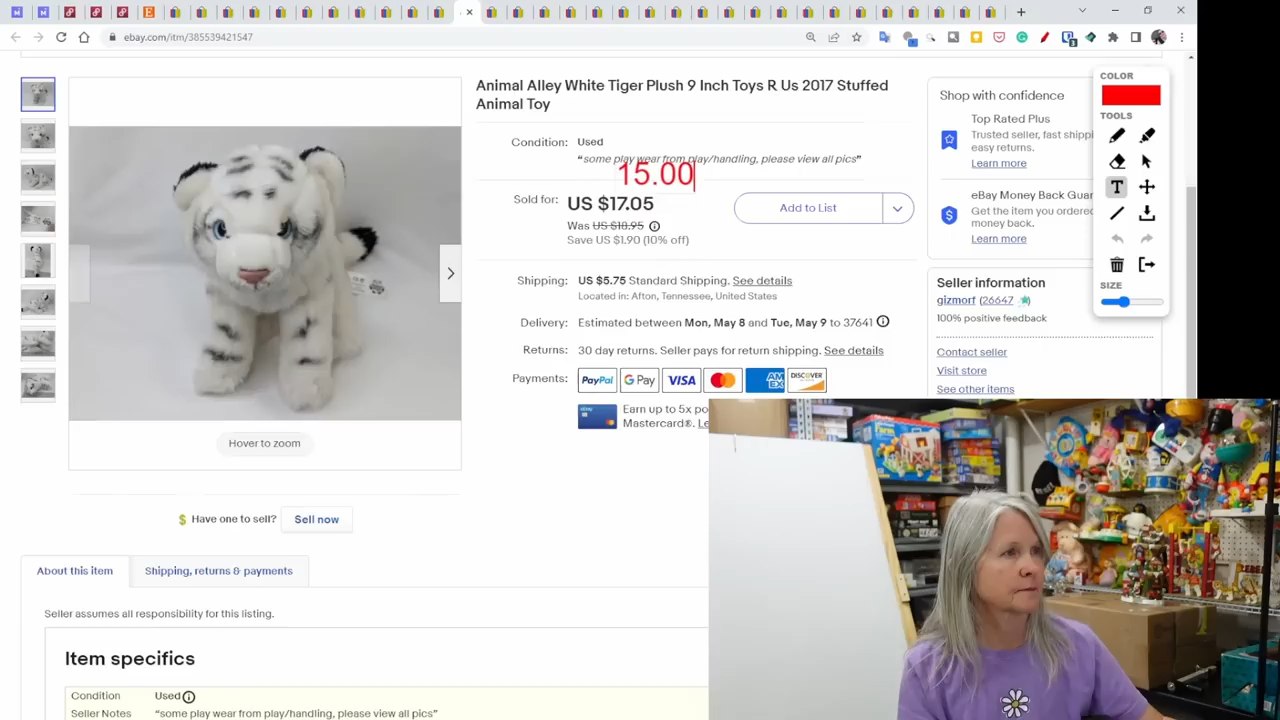 ebay.com/itm/385539421547
Animal Alley White Tiger Plush 9 Inch Toys R Us 2017 Stuffed
Animal Toy
Condition: Used
“some play wear from play/handling, please view all pics”
15.00
Sold for: US $17.05
Was US $18.95
Save US $1.90 (10% off)
Add to List
Shipping: US $5.75 Standard Shipping. See details
Located in: Afton, Tennessee, United States
Delivery: Estimated between Mon, May 8 and Tue, May 9 to 37641
Returns: 30 day returns. Seller pays for return shipping. See details
Payments: PayPal G Pay VISA AM EX DISCOVER
ebay
Earn up to 5x po
Mastercard®. Le
Hover to zoom
$ Have one to sell? Sell now
Shop with confidence
Top Rated Plus
Trusted seller, fast shippi
easy returns.
Learn more
eBay Money Back Guar
Get the item you ordere
money back.
Learn more
Seller information
gizmorf (26647
100% positive feedback
Contact seller
Visit store
See other items
COLOR
TOOLS
T
SIZE
About this item
Shipping, returns & payments
Seller assumes all responsibility for this listing.
Item specifics
Condition Used
Seller Notes “some play wear from play/handling, please view all pics”
Farm